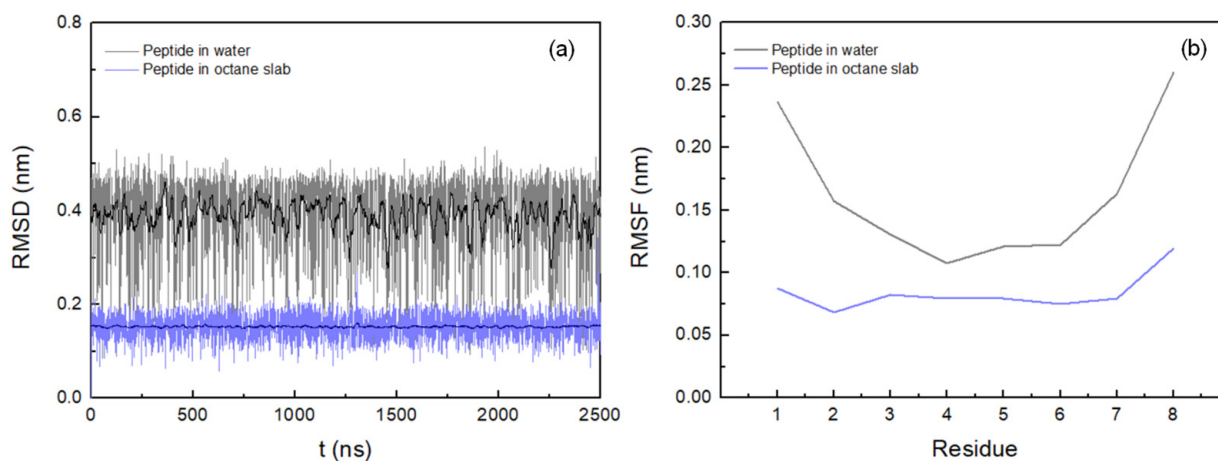 (a)
Peptide in water
Peptide in octane slab
RMSD (nm)
0.8
0.6
0.4
0.2
0.0
0 500 1000 1500 2000 2500
t (ns)
(b)
Peptide in water
Peptide in octane slab
RMSF (nm)
0.30
0.25
0.20
0.15
0.10
0.05
0.00
1 2 3 4 5 6 7 8
Residue